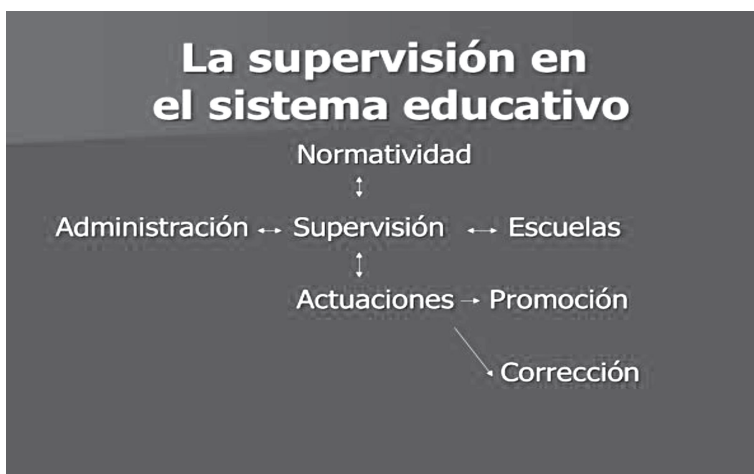 La supervisión en
el sistema educativo
Normatividad
Administración ↔ Supervisión ↔ Escuelas
Actuaciones → Promoción
Corrección